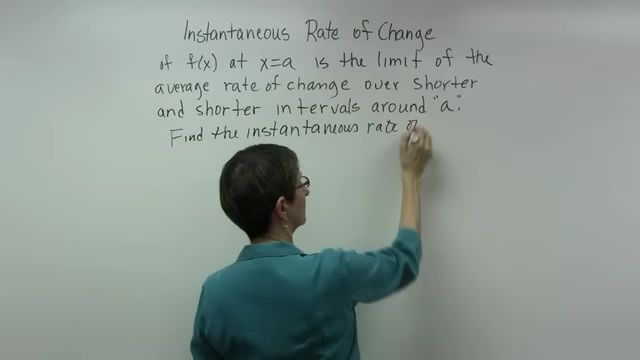 Instantaneous Rate of Change
of f(x) at x=a is the limit of the
average rate of change over shorter
and shorter intervals around "a".
Find the instantaneous rate o